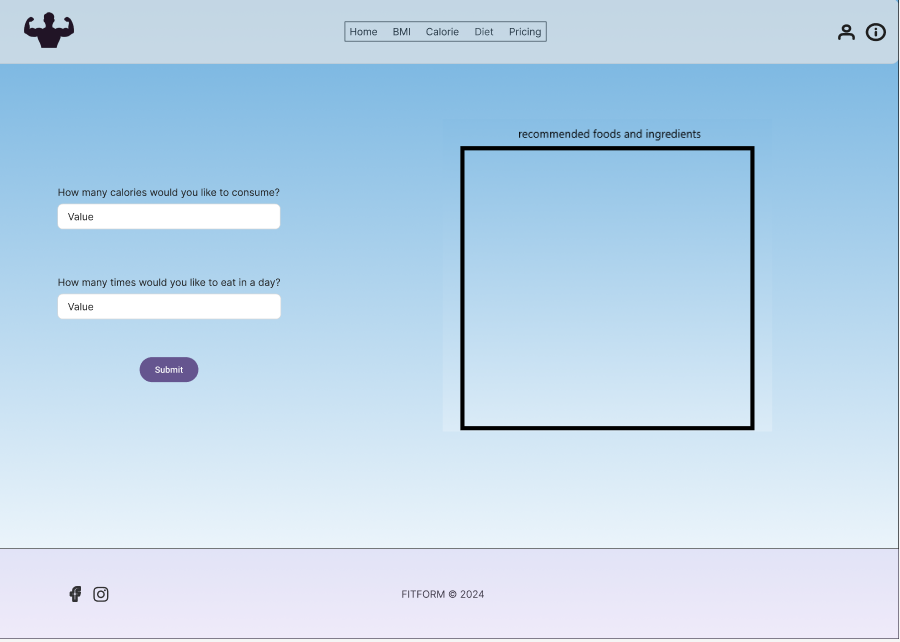 Home BMI Calorie Diet Pricing
recommended foods and ingredients
How many calories would you like to consume?
Value
How many times would you like to eat in a day?
Value
Submit
FITFORM © 2024